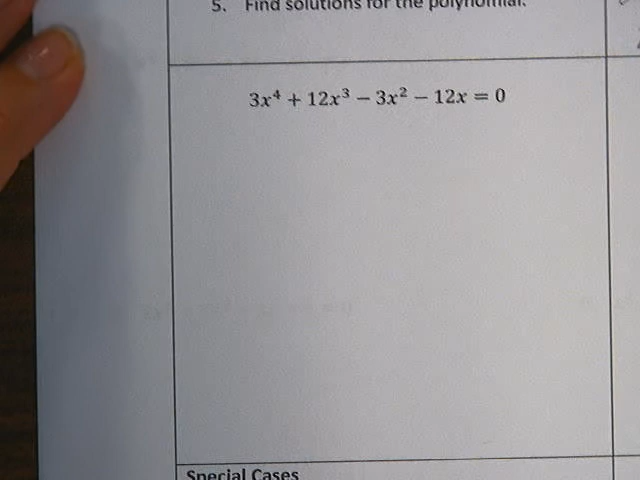 5. Find solutions for the polynomial.
3x⁴ + 12x³ − 3x² − 12x = 0
Special Cases